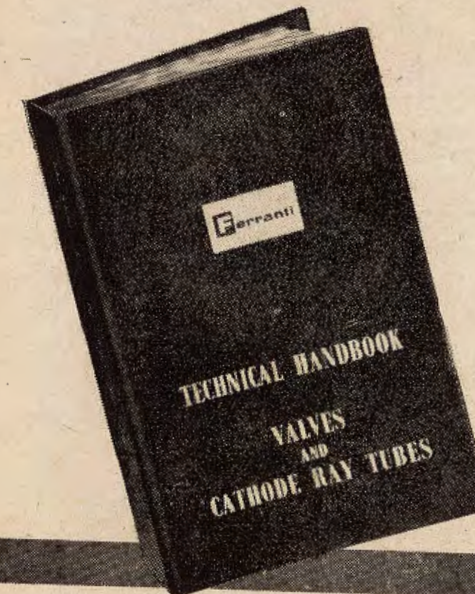 Ferranti
TECHNICAL HANDBOOK
VALVES
AND
CATHODE RAY TUBES